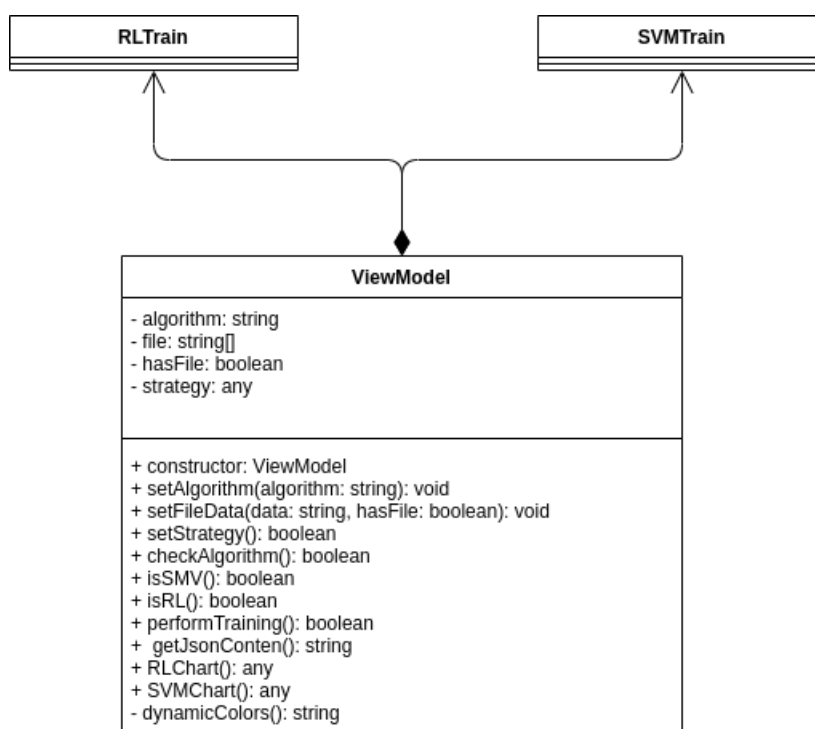 RLTrain
SVMTrain
ViewModel
- algorithm: string
- file: string[]
- hasFile: boolean
- strategy: any
+ constructor: ViewModel
+ setAlgorithm(algorithm: string): void
+ setFileData(data: string, hasFile: boolean): void
+ setStrategy(): boolean
+ checkAlgorithm(): boolean
+ isSMV(): boolean
+ isRL(): boolean
+ performTraining(): boolean
+ getJsonConten(): string
+ RLChart(): any
+ SVMChart(): any
- dynamicColors(): string